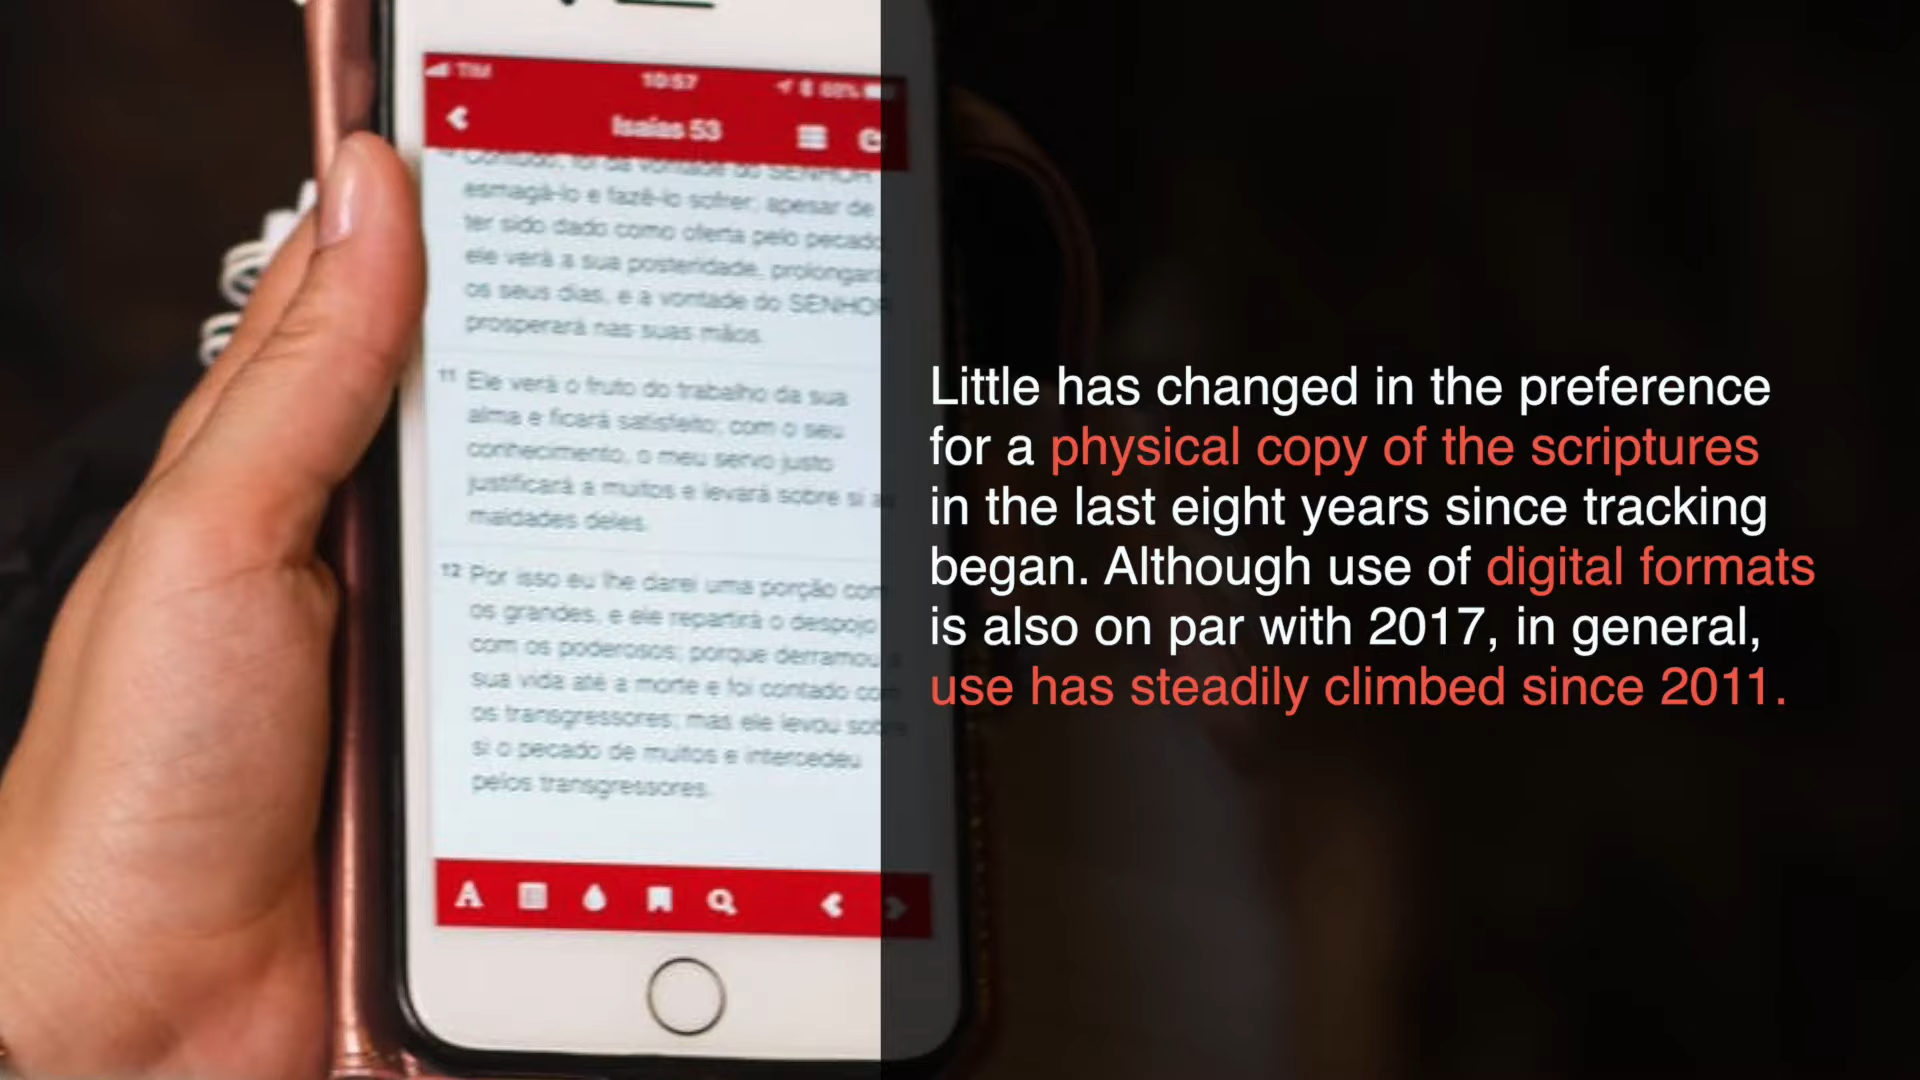 TIM 10:57
Isaías 53
Contudo, foi da vontade do SENHOR
esmagá-lo e fazê-lo sofrer; apesar de
ter sido dado como oferta pelo pecado,
ele verá a sua posteridade, prolongará
os seus dias, e a vontade do SENHOR
prosperará nas suas mãos.
11 Ele verá o fruto do trabalho da sua
alma e ficará satisfeito; com o seu
conhecimento, o meu servo justo
justificará a muitos e levará sobre si as
maldades deles.
12 Por isso eu lhe darei uma porção com
os grandes, e ele repartirá o despojo
com os poderosos; porque derramou a
sua vida até a morte e foi contado com
os transgressores; mas ele levou sobre
si o pecado de muitos e intercedeu
pelos transgressores.
A
Little has changed in the preference
for a physical copy of the scriptures
in the last eight years since tracking
began. Although use of digital formats
is also on par with 2017, in general,
use has steadily climbed since 2011.